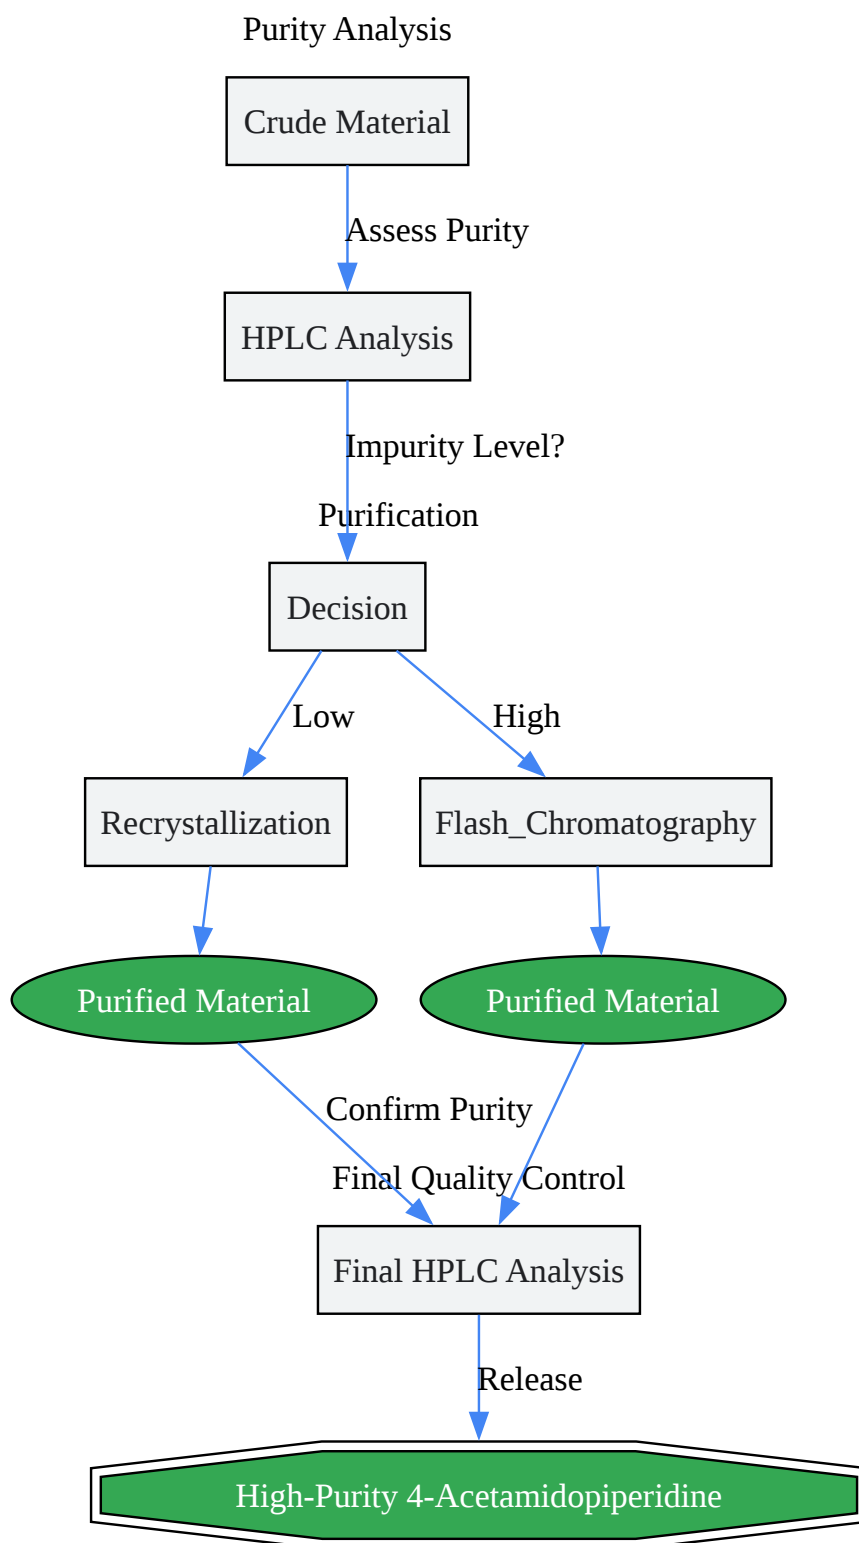 Purity Analysis
Crude Material
Assess Purity
HPLC Analysis
Impurity Level?
Purification
Decision
Low
High
Recrystallization
Flash_Chromatography
Purified Material
Purified Material
Confirm Purity
Final Quality Control
Final HPLC Analysis
Release
High-Purity 4-Acetamidopiperidine